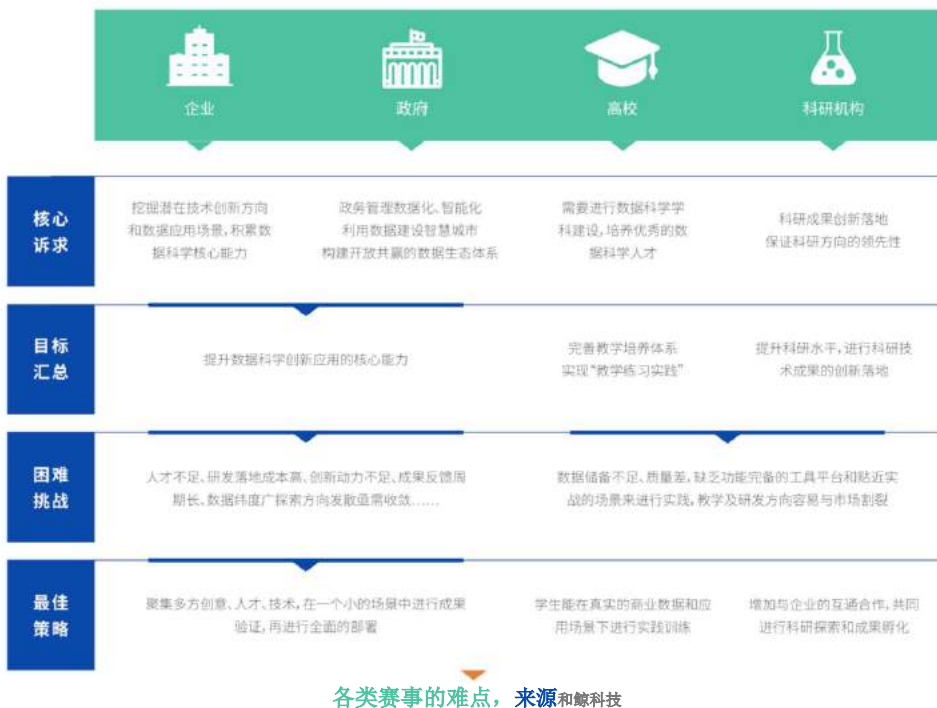 企业
政府
高校
科研机构
核心
诉求
挖掘潜在技术创新方向
和数据应用场景,积累数
据科学核心能力
政务管理数据化、智能化
利用数据建设智慧城市
构建开放共赢的数据生态体系
需要进行数据科学学
科建设,培养优秀的数
据科学人才
科研成果创新落地
保证科研方向的领先性
目标
汇总
提升数据科学创新应用的核心能力
完善教学培养体系
实现“教学练习实践”
提升科研水平,进行科研技
术成果的创新落地
困难
挑战
人才不足、研发落地成本高、创新动力不足、成果反馈周
期长、数据纬度广探索方向发散亟需收敛……
数据储备不足、质量差,缺乏功能完备的工具平台和贴近实
战的场景来进行实践,教学及研发方向容易与市场割裂
最佳
策略
聚集多方创意、人才、技术,在一个小的场景中进行成果
验证,再进行全面的部署
学生能在真实的商业数据和应
用场景下进行实践训练
增加与企业的互通合作,共同
进行科研探索和成果孵化
各类赛事的难点，来源和鲸科技